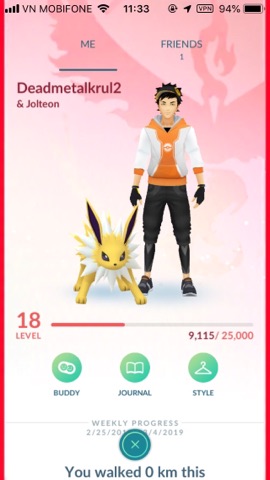 VN MOBIFONE 11:33 VPN 94%
ME FRIENDS
1
Deadmetalkrul2
& Jolteon
18
LEVEL 9,115/ 25,000
BUDDY JOURNAL STYLE
WEEKLY PROGRESS
2/25/20 /4/2019
You walked 0 km this